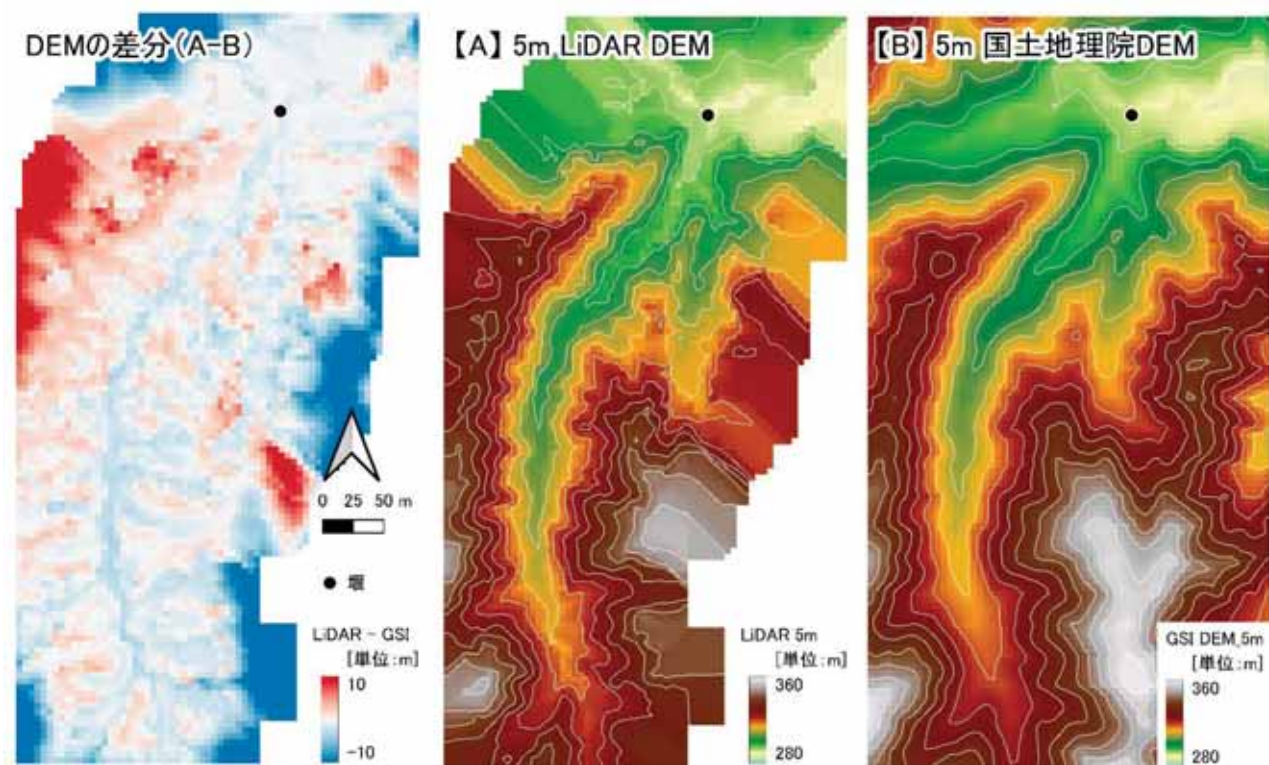 DEMの差分(A-B)
0 25 50 m
堰
LiDAR - GSI
[単位:m]
10
-10
【A】 5m LiDAR DEM
LiDAR 5m
[単位:m]
360
280
【B】 5m 国土地理院DEM
GSI DEM_5m
[単位:m]
360
280